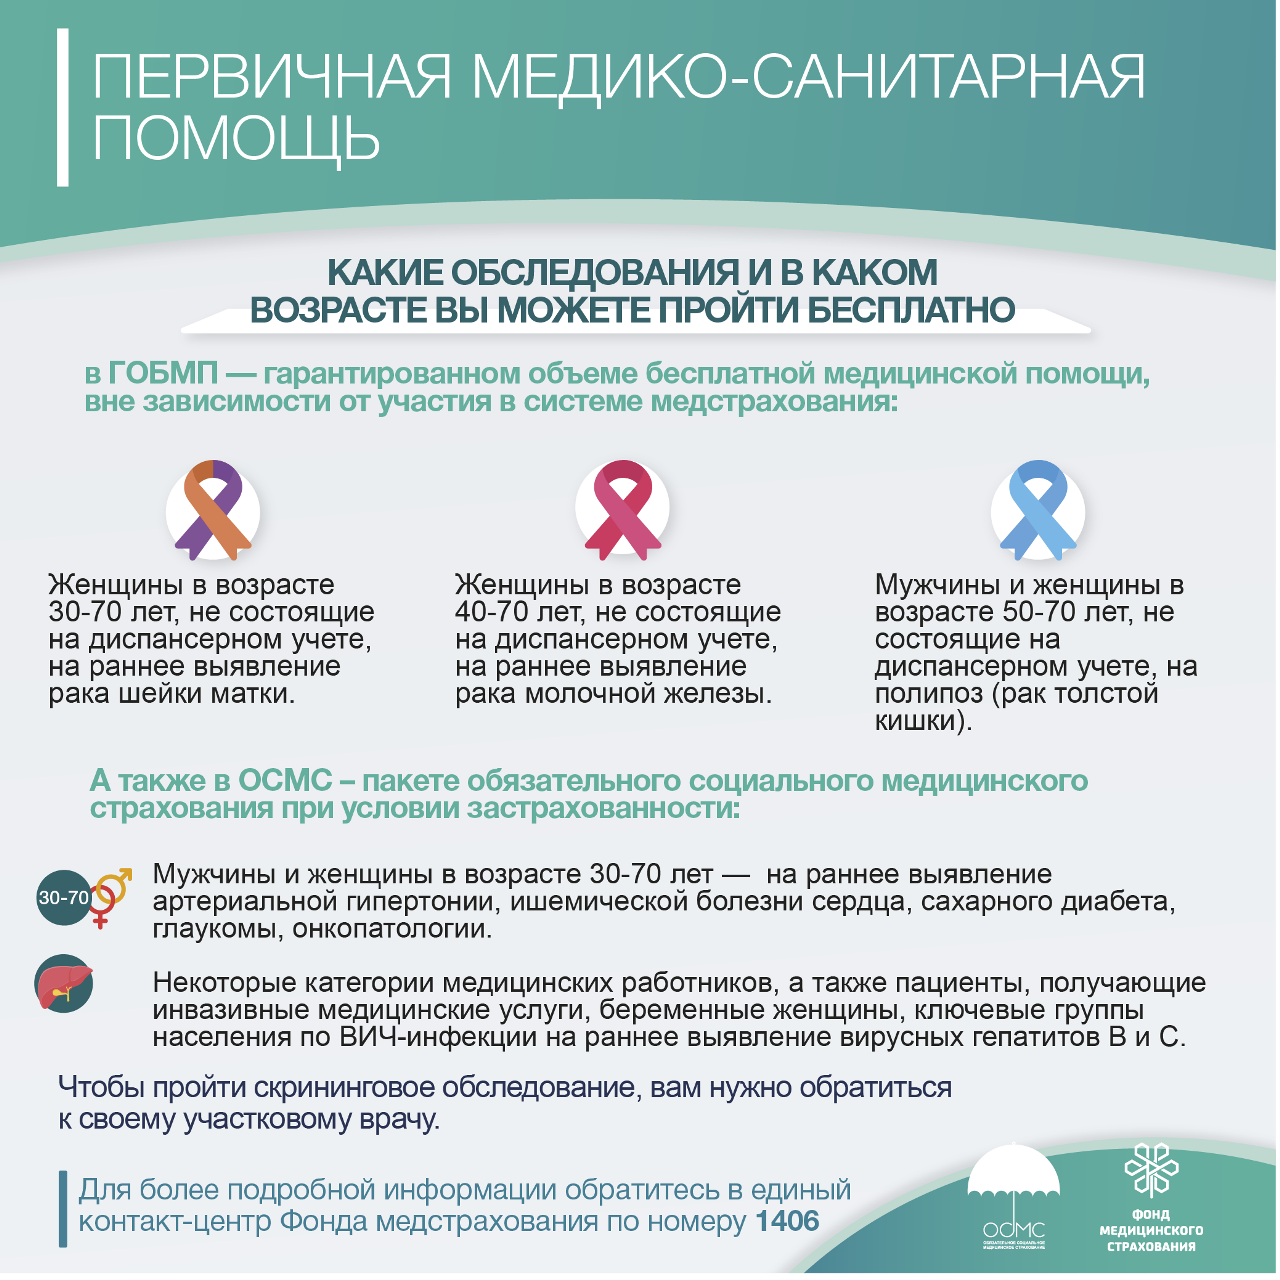 ПЕРВИЧНАЯ МЕДИКО-САНИТАРНАЯ
ПОМОЩЬ
КАКИЕ ОБСЛЕДОВАНИЯ И В КАКОМ
ВОЗРАСТЕ ВЫ МОЖЕТЕ ПРОЙТИ БЕСПЛАТНО
в ГОБМП — гарантированном объеме бесплатной медицинской помощи,
вне зависимости от участия в системе медстрахования:
Женщины в возрасте
30-70 лет, не состоящие
на диспансерном учете,
на раннее выявление
рака шейки матки.
Женщины в возрасте
40-70 лет, не состоящие
на диспансерном учете,
на раннее выявление
рака молочной железы.
Мужчины и женщины в
возрасте 50-70 лет, не
состоящие на
диспансерном учете, на
полипоз (рак толстой
кишки).
А также в ОСМС – пакете обязательного социального медицинского
страхования при условии застрахованности:
30-70
Мужчины и женщины в возрасте 30-70 лет — на раннее выявление
артериальной гипертонии, ишемической болезни сердца, сахарного диабета,
глаукомы, онкопатологии.
Некоторые категории медицинских работников, а также пациенты, получающие
инвазивные медицинские услуги, беременные женщины, ключевые группы
населения по ВИЧ-инфекции на раннее выявление вирусных гепатитов В и С.
Чтобы пройти скрининговое обследование, вам нужно обратиться
к своему участковому врачу.
Для более подробной информации обратитесь в единый
контакт-центр Фонда медстрахования по номеру 1406
ОСМС
ОБЯЗАТЕЛЬНОЕ СОЦИАЛЬНОЕ
МЕДИЦИНСКОЕ СТРАХОВАНИЕ
ФОНД
МЕДИЦИНСКОГО
СТРАХОВАНИЯ